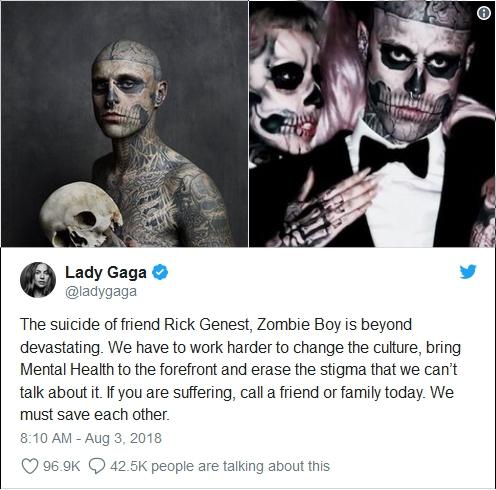 Lady Gaga
@ladygaga
The suicide of friend Rick Genest, Zombie Boy is beyond
devastating. We have to work harder to change the culture, bring
Mental Health to the forefront and erase the stigma that we can't
talk about it. If you are suffering, call a friend or family today. We
must save each other.
8:10 AM - Aug 3, 2018
96.9K 42.5K people are talking about this